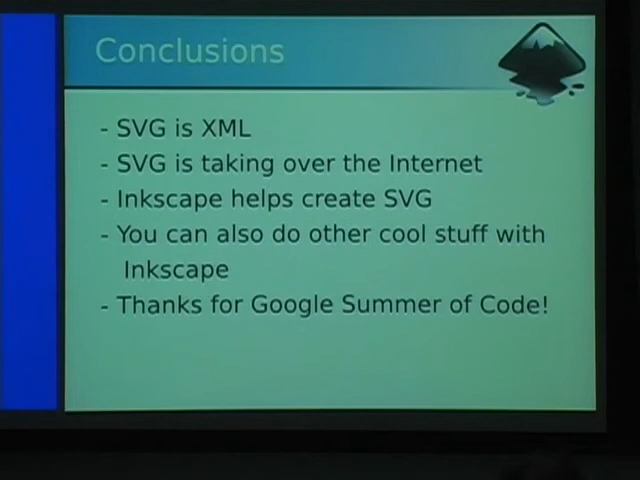 Conclusions
- SVG is XML
- SVG is taking over the Internet
- Inkscape helps create SVG
- You can also do other cool stuff with
Inkscape
- Thanks for Google Summer of Code!